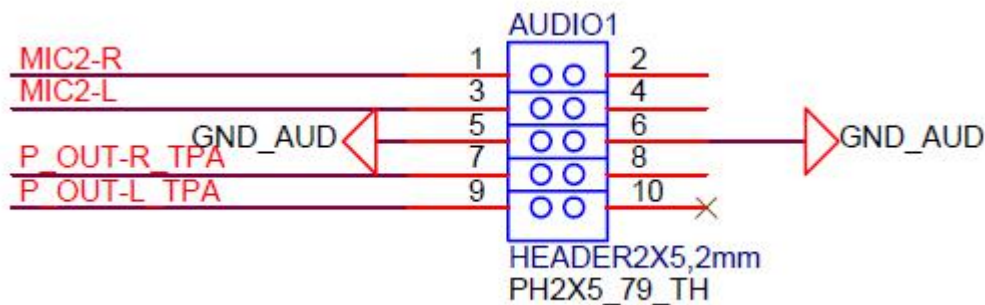 AUDIO1
MIC2-R 1 2
MIC2-L 3 4
GND_AUD 5 6 GND_AUD
P_OUT-R_TPA 7 8
P_OUT-L_TPA 9 10
HEADER2X5,2mm
PH2X5_79_TH